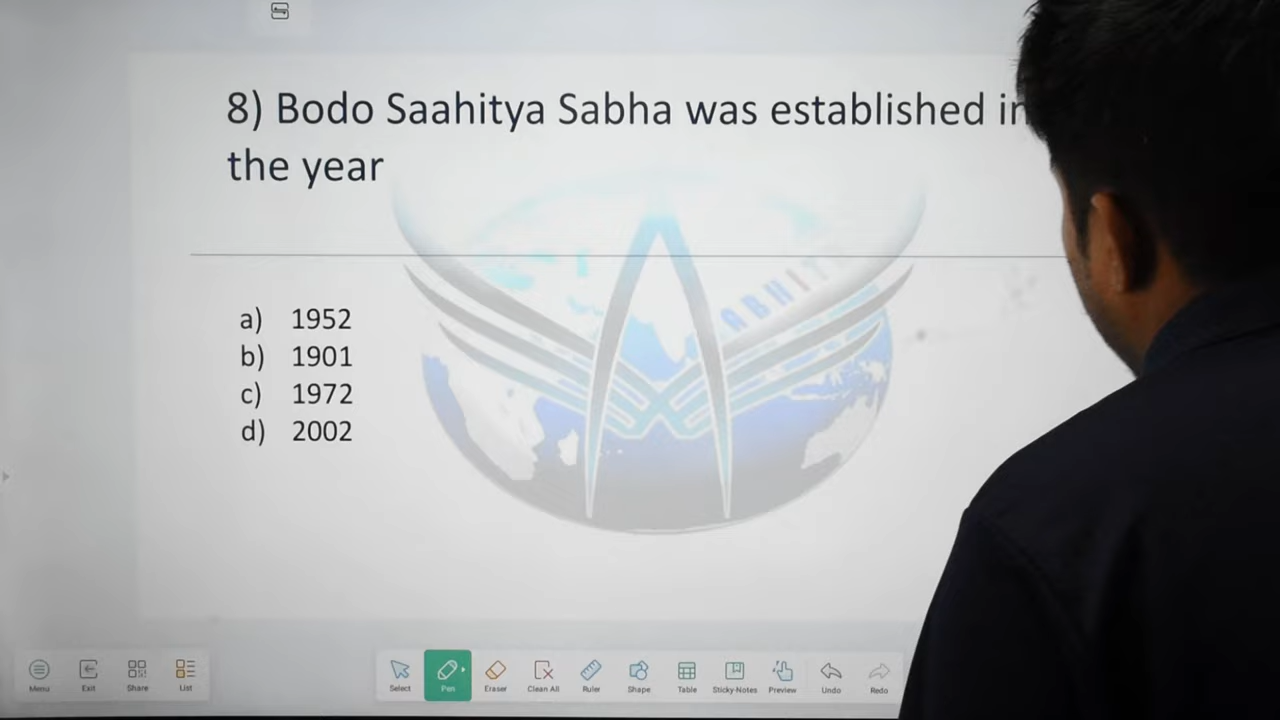 8) Bodo Saahitya Sabha was established in
the year
a) 1952
b) 1901
c) 1972
d) 2002
ABHI
Menu Exit Share List Select Pen Eraser Clean All Ruler Shape Table Sticky-Notes Preview Undo Redo